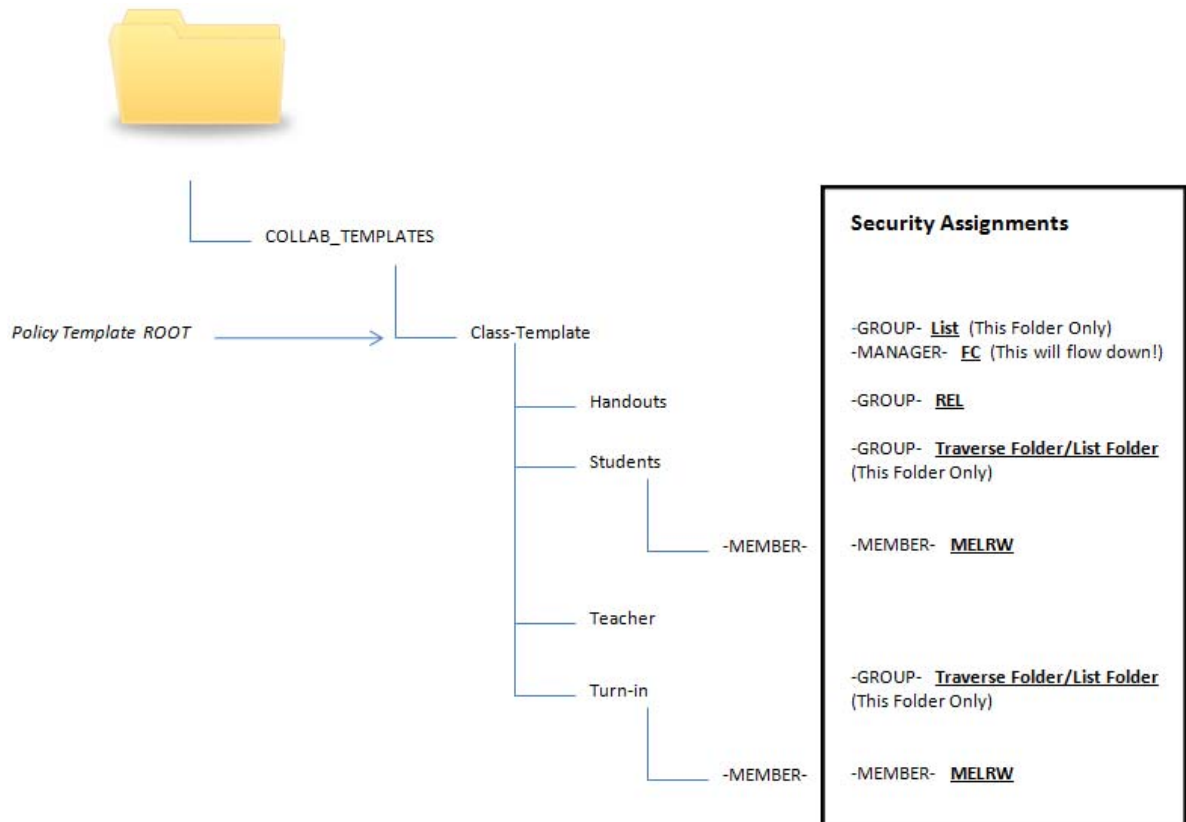 Security Assignments
COLLAB_TEMPLATES
Policy Template ROOT
Class-Template
-GROUP- List (This Folder Only)
-MANAGER- FC (This will flow down!)
Handouts
-GROUP- REL
Students
-GROUP- Traverse Folder/List Folder
(This Folder Only)
-MEMBER-
-MEMBER- MELRW
Teacher
Turn-in
-GROUP- Traverse Folder/List Folder
(This Folder Only)
-MEMBER-
-MEMBER- MELRW